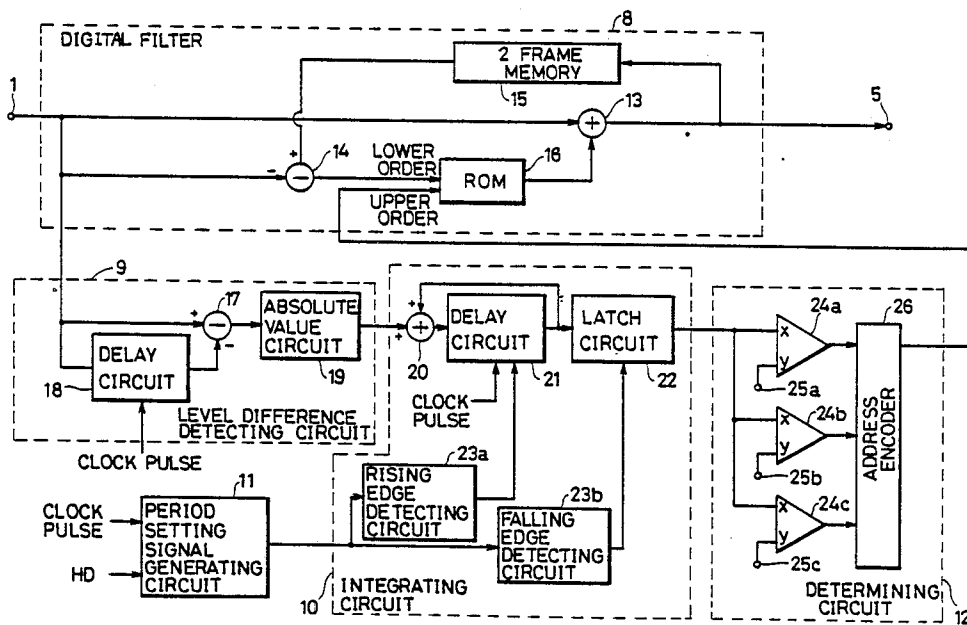 DIGITAL FILTER
8
2 FRAME
MEMORY
15
1
13
5
+
+
14
-
-
LOWER
ORDER
16
ROM
UPPER
ORDER
9
17
+
-
-
ABSOLUTE
VALUE
CIRCUIT
19
DELAY
CIRCUIT
18
LEVEL DIFFERENCE
DETECTING CIRCUIT
CLOCK PULSE
+
+
+
20
DELAY
CIRCUIT
21
LATCH
CIRCUIT
22
CLOCK
PULSE
24a
x
y
25a
24b
x
y
25b
24c
x
y
25c
26
ADDRESS
ENCODER
DETERMINING
CIRCUIT
12
11
CLOCK
PULSE
HD
PERIOD
SETTING
SIGNAL
GENERATING
CIRCUIT
23a
RISING
EDGE
DETECTING
CIRCUIT
23b
FALLING
EDGE
DETECTING
CIRCUIT
10
INTEGRATING
CIRCUIT